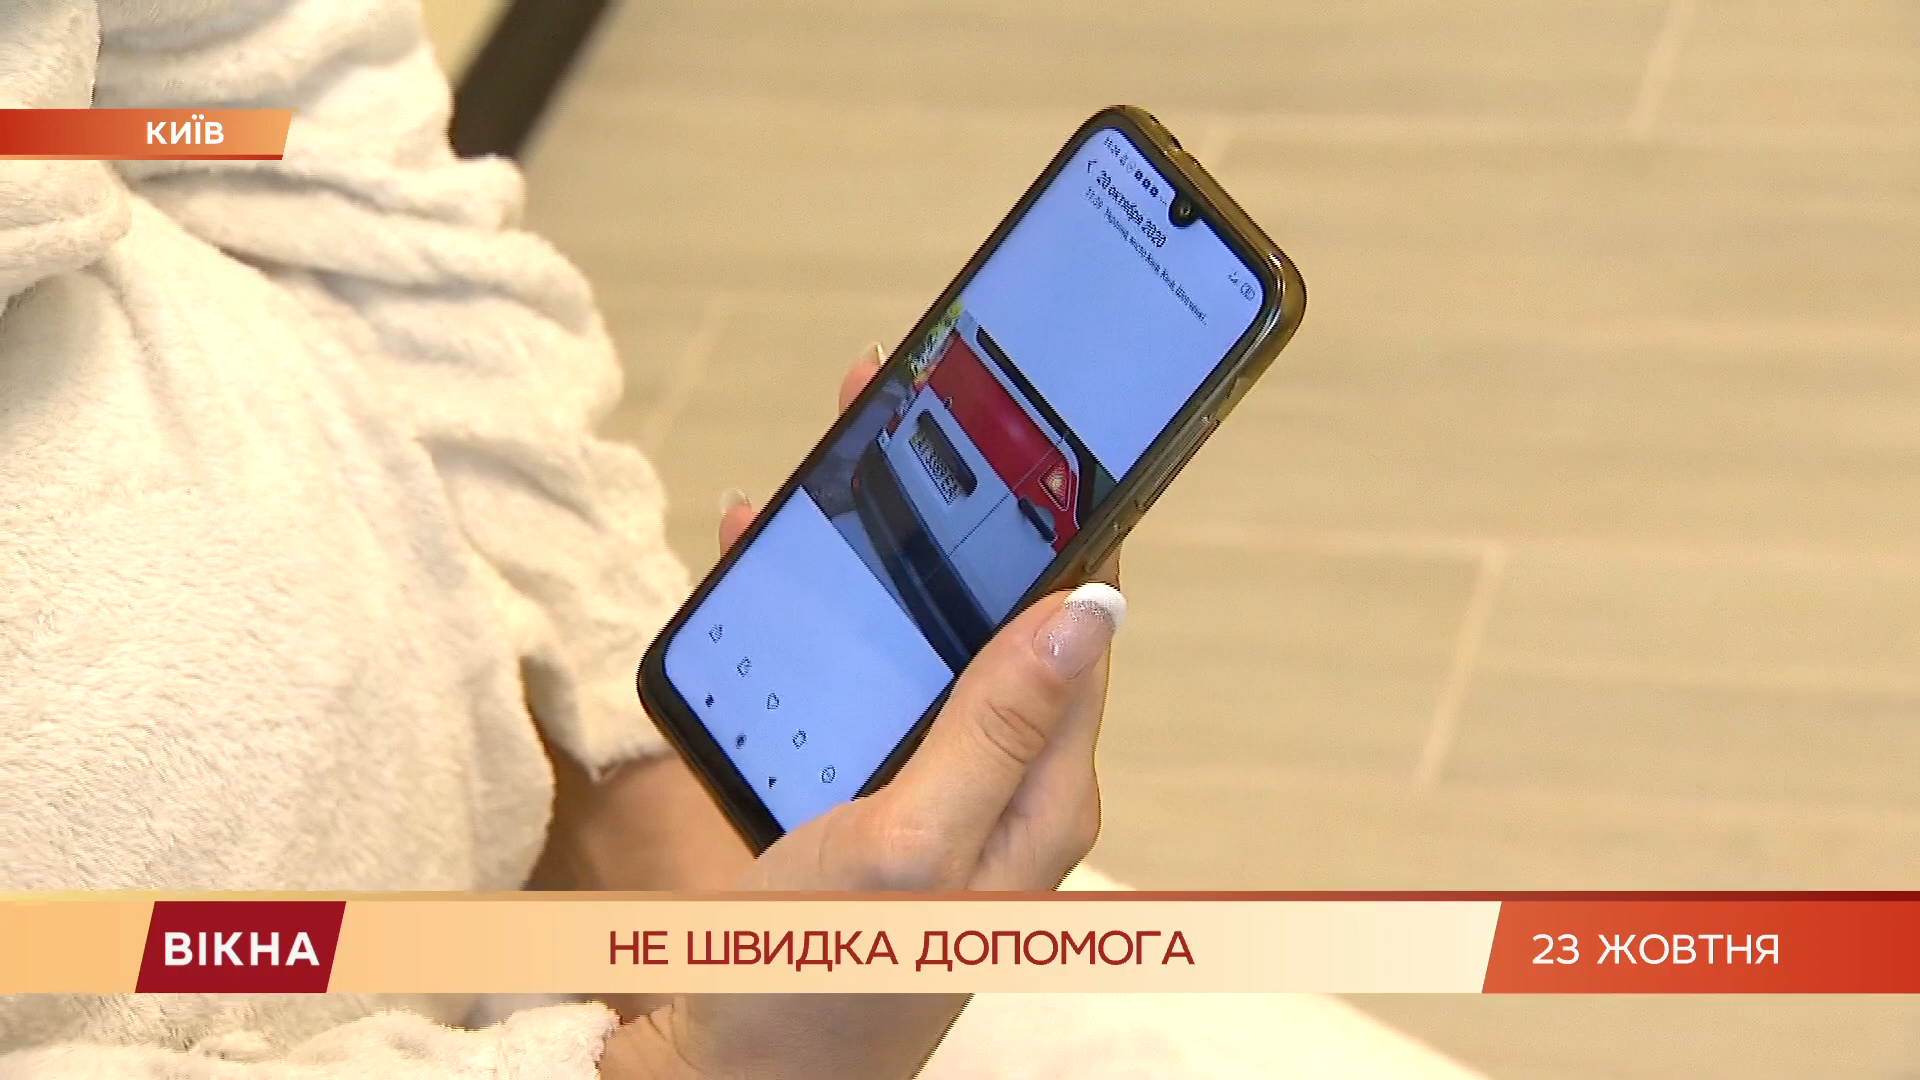 КИЇВ
20 октября 2020
ВІКНА
НЕ ШВИДКА ДОПОМОГА
23 ЖОВТНЯ